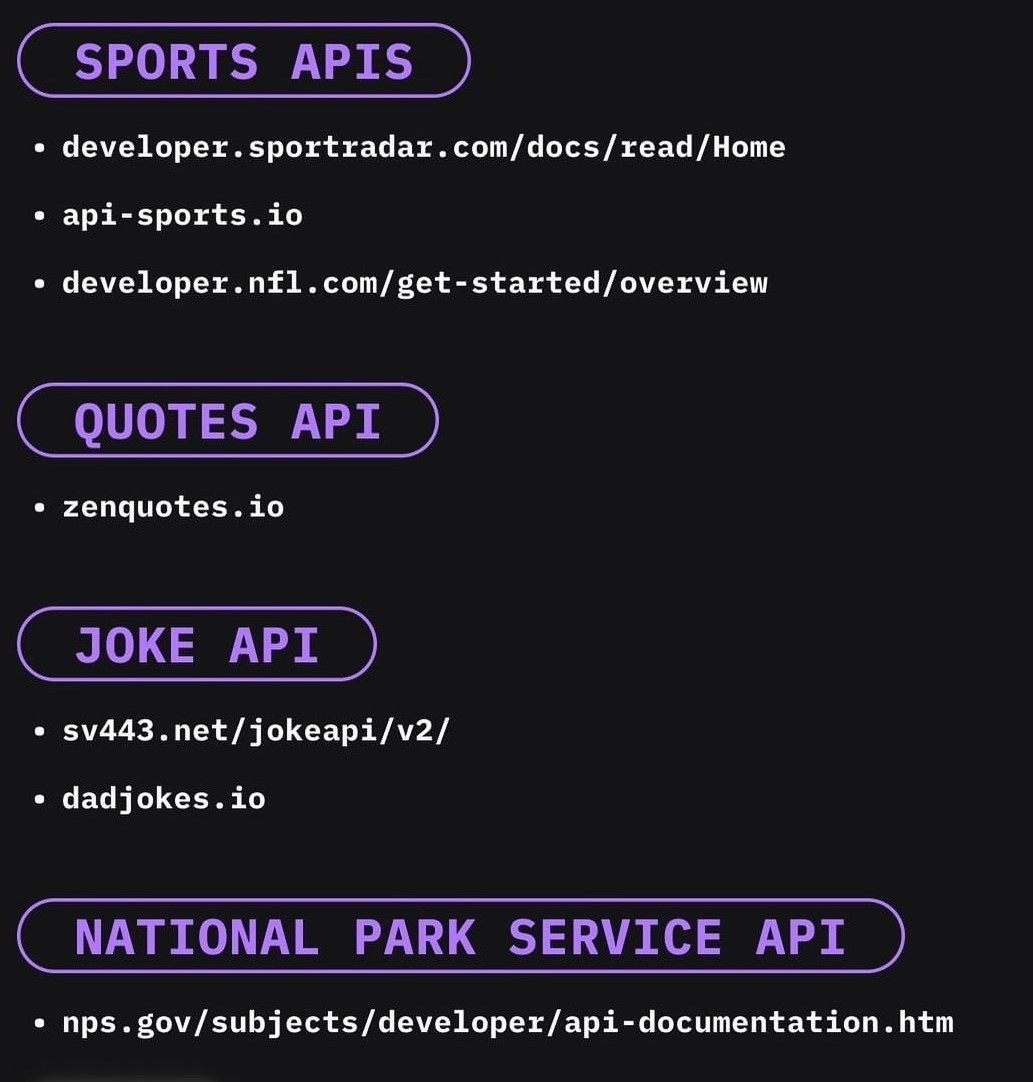 SPORTS APIS
• developer.sportradar.com/docs/read/Home
• api-sports.io
• developer.nfl.com/get-started/overview
QUOTES API
• zenquotes.io
JOKE API
• sv443.net/jokeapi/v2/
• dadjokes.io
NATIONAL PARK SERVICE API
• nps.gov/subjects/developer/api-documentation.htm